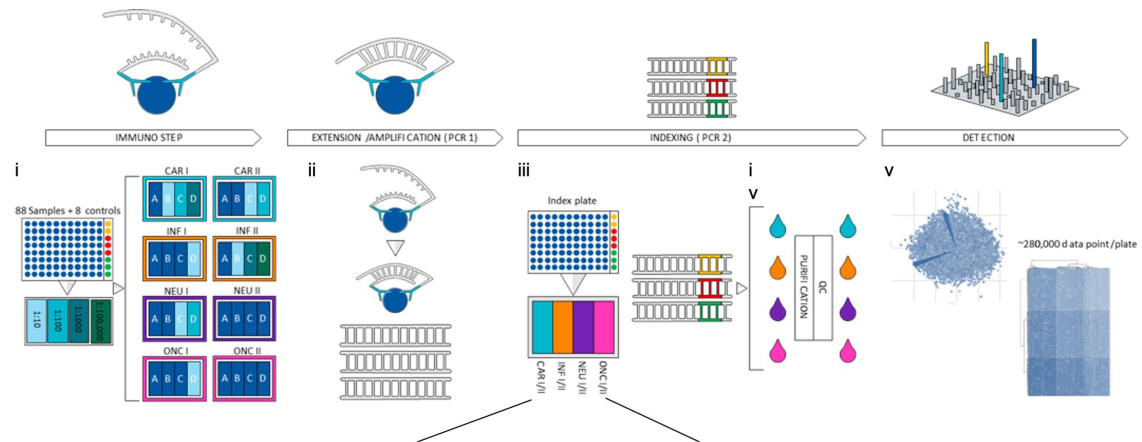 IMMUNO STEP
EXTENSION /AMPLIFI CATION (PCR 1)
INDEXING ( PCR 2)
DET ECTION
i
88 Samples + 8 controls
1:10
1:100
1:1000
1:100,000
CAR I
A B C D
CAR II
A B C D
INF I
A B C D
INF II
A B C D
NEU I
A B C D
NEU II
A B C D
ONC I
A B C D
ONC II
A B C D
ii
iii
Index plate
CAR I/II
INF I/II
NEU I/II
ONC I/II
i
v
PURIFI CATION
QC
v
~280,000 d ata point/plate